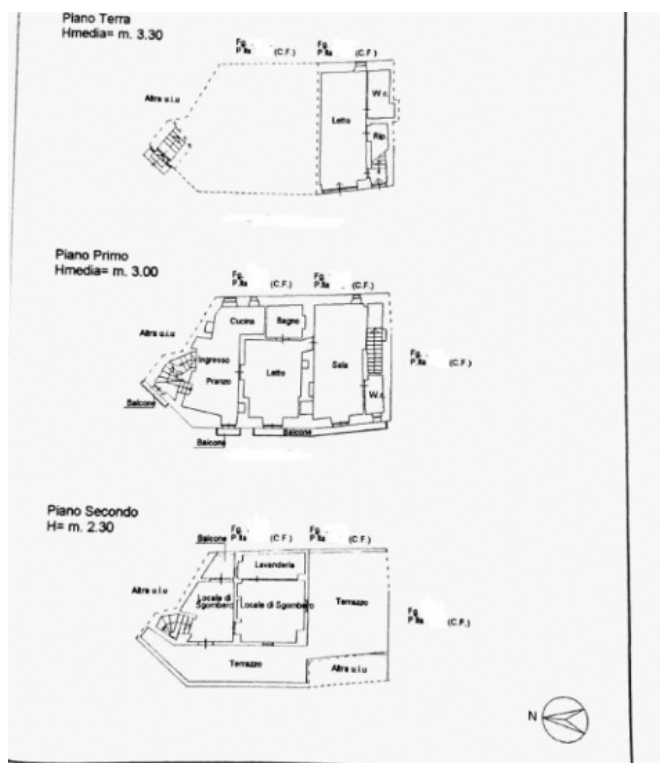 Piano Terra
Hmedia= m. 3.30
Fg.
P.lla (C.F.)
Fg.
P.lla (C.F.)
Altra u.i.u
Letto
W.c.
Rip.
Piano Primo
Hmedia= m. 3.00
Fg.
P.lla (C.F.)
Fg.
P.lla (C.F.)
Altra u.i.u
Cucina
Bagno
Ingresso
Pranzo
Letto
Sala
W.c.
Fg.
P.lla (C.F.)
Balcone
Balcone
Balcone
Piano Secondo
H= m. 2.30
Balcone
Fg.
P.lla (C.F.)
Fg.
P.lla (C.F.)
Lavanderia
Altra u.i.u
Locale di
Sgombero
Locale di Sgombero
Terrazzo
Fg.
P.lla (C.F.)
Terrazzo
Altra u.i.u
N